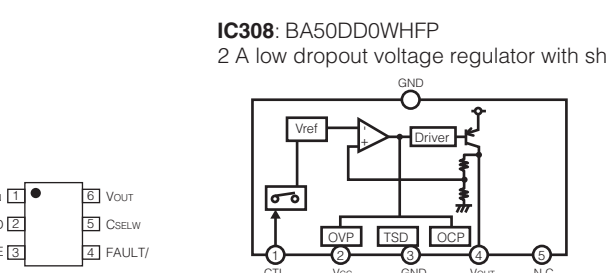 IC308: BA50DD0WHFP
2 A low dropout voltage regulator with
GND
Vref
-
+
Driver
OVP
TSD
OCP
1
2
3
4
5
CTL
VCC
GND
VOUT
N.C.
1
6 VOUT
2
5 CSELW
3
4 FAULT/